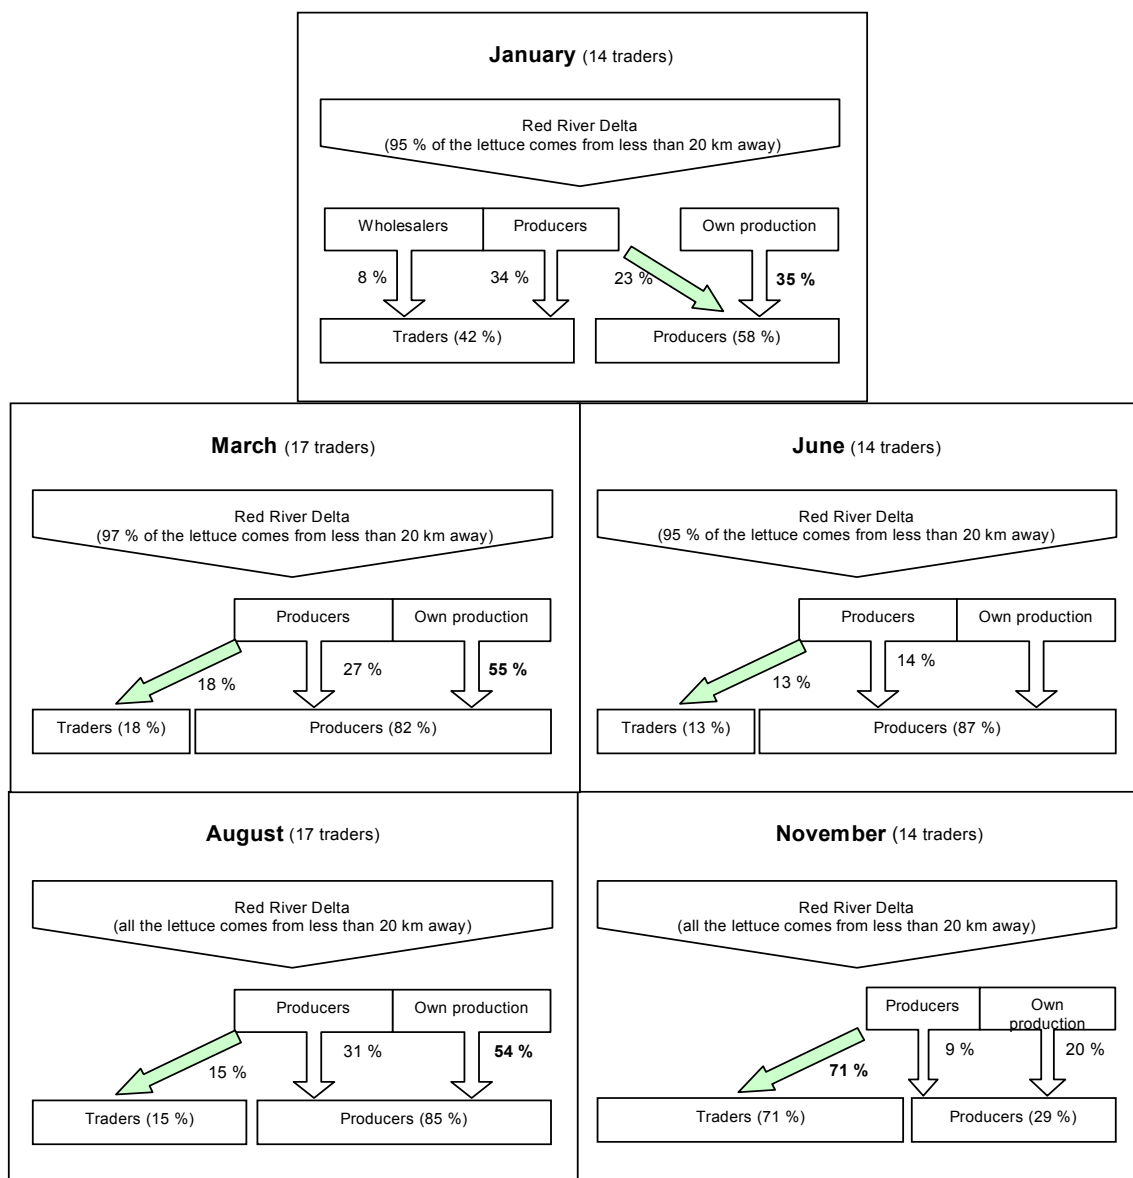 January (14 traders)
Red River Delta
(95 % of the lettuce comes from less than 20 km away)
Wholesalers
Producers
Own production
8 %
34 %
23 %
35 %
Traders (42 %)
Producers (58 %)
March (17 traders)
Red River Delta
(97 % of the lettuce comes from less than 20 km away)
Producers
Own production
18 %
27 %
55 %
Traders (18 %)
Producers (82 %)
June (14 traders)
Red River Delta
(95 % of the lettuce comes from less than 20 km away)
Producers
Own production
13 %
14 %
Traders (13 %)
Producers (87 %)
August (17 traders)
Red River Delta
(all the lettuce comes from less than 20 km away)
Producers
Own production
15 %
31 %
54 %
Traders (15 %)
Producers (85 %)
November (14 traders)
Red River Delta
(all the lettuce comes from less than 20 km away)
Producers
Own
production
71 %
9 %
20 %
Traders (71 %)
Producers (29 %)